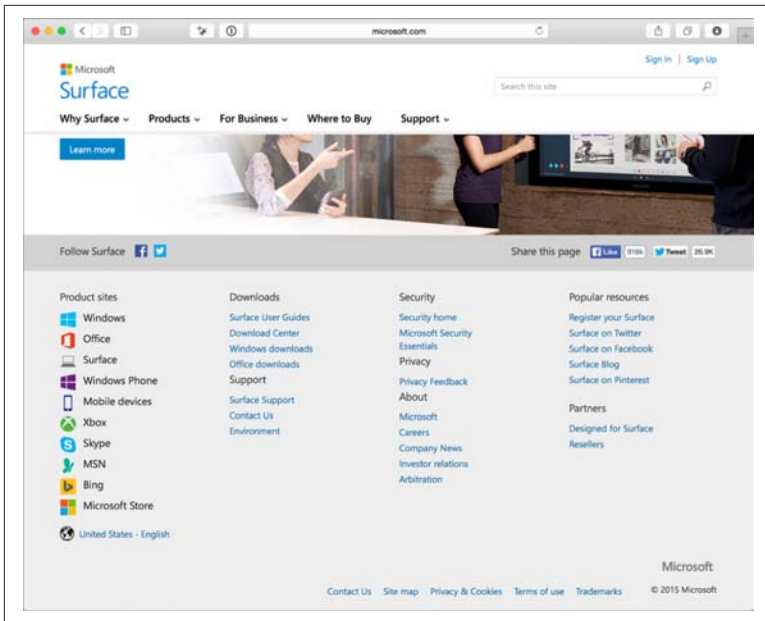 microsoft.com
Sign In | Sign Up
Microsoft
Surface
Search this site
Why Surface Products For Business Where to Buy Support
Learn more
Follow Surface
Share this page Like 916k Tweet 26.9K
Product sites
Windows
Office
Surface
Windows Phone
Mobile devices
Xbox
Skype
MSN
Bing
Microsoft Store
United States - English
Downloads
Surface User Guides
Download Center
Windows downloads
Office downloads
Support
Surface Support
Contact Us
Environment
Security
Security home
Microsoft Security
Essentials
Privacy
Privacy Feedback
About
Microsoft
Careers
Company News
Investor relations
Arbitration
Popular resources
Register your Surface
Surface on Twitter
Surface on Facebook
Surface Blog
Surface on Pinterest
Partners
Designed for Surface
Resellers
Microsoft
Contact Us Site map Privacy & Cookies Terms of use Trademarks © 2015 Microsoft